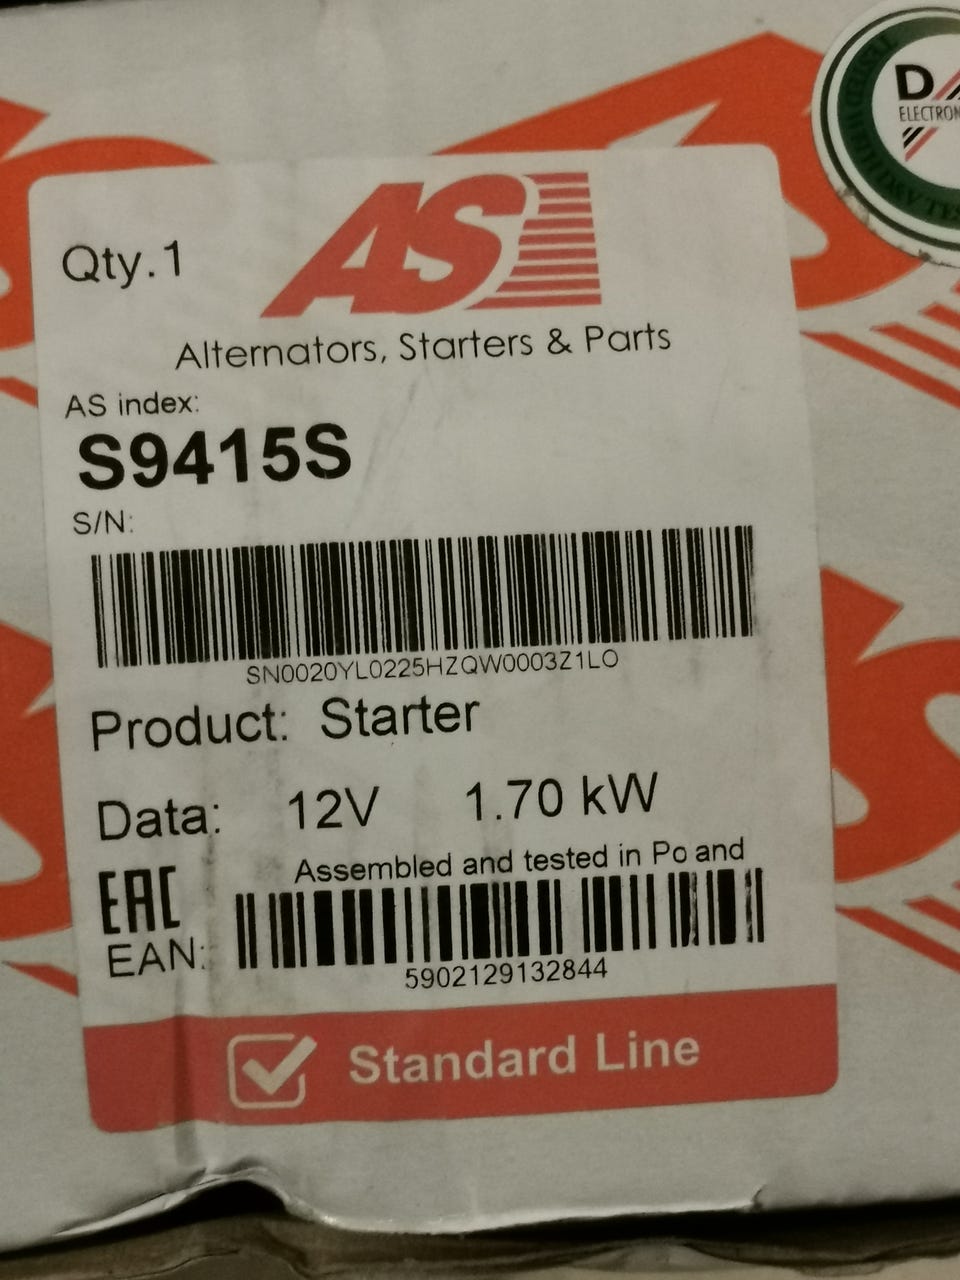 D
ELECTRON
Qty.1
AS
Alternators, Starters & Parts
AS index:
S9415S
S/N:
SN0020YL0225HZQW0003Z1LO
Product: Starter
Data: 12V 1.70 kW
Assembled and tested in Po and
EAC
EAN:
5902129132844
Standard Line